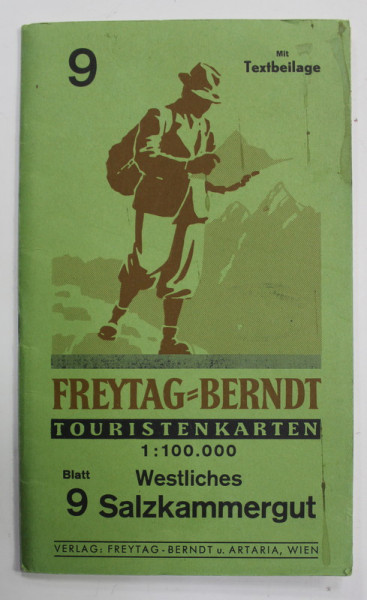 9
Mit
Textbeilage
FREYTAG=BERNDT
TOURISTENKARTEN
1:100.000
Blatt Westliches
9 Salzkammergut
VERLAG: FREYTAG-BERNDT u. ARTARIA, WIEN